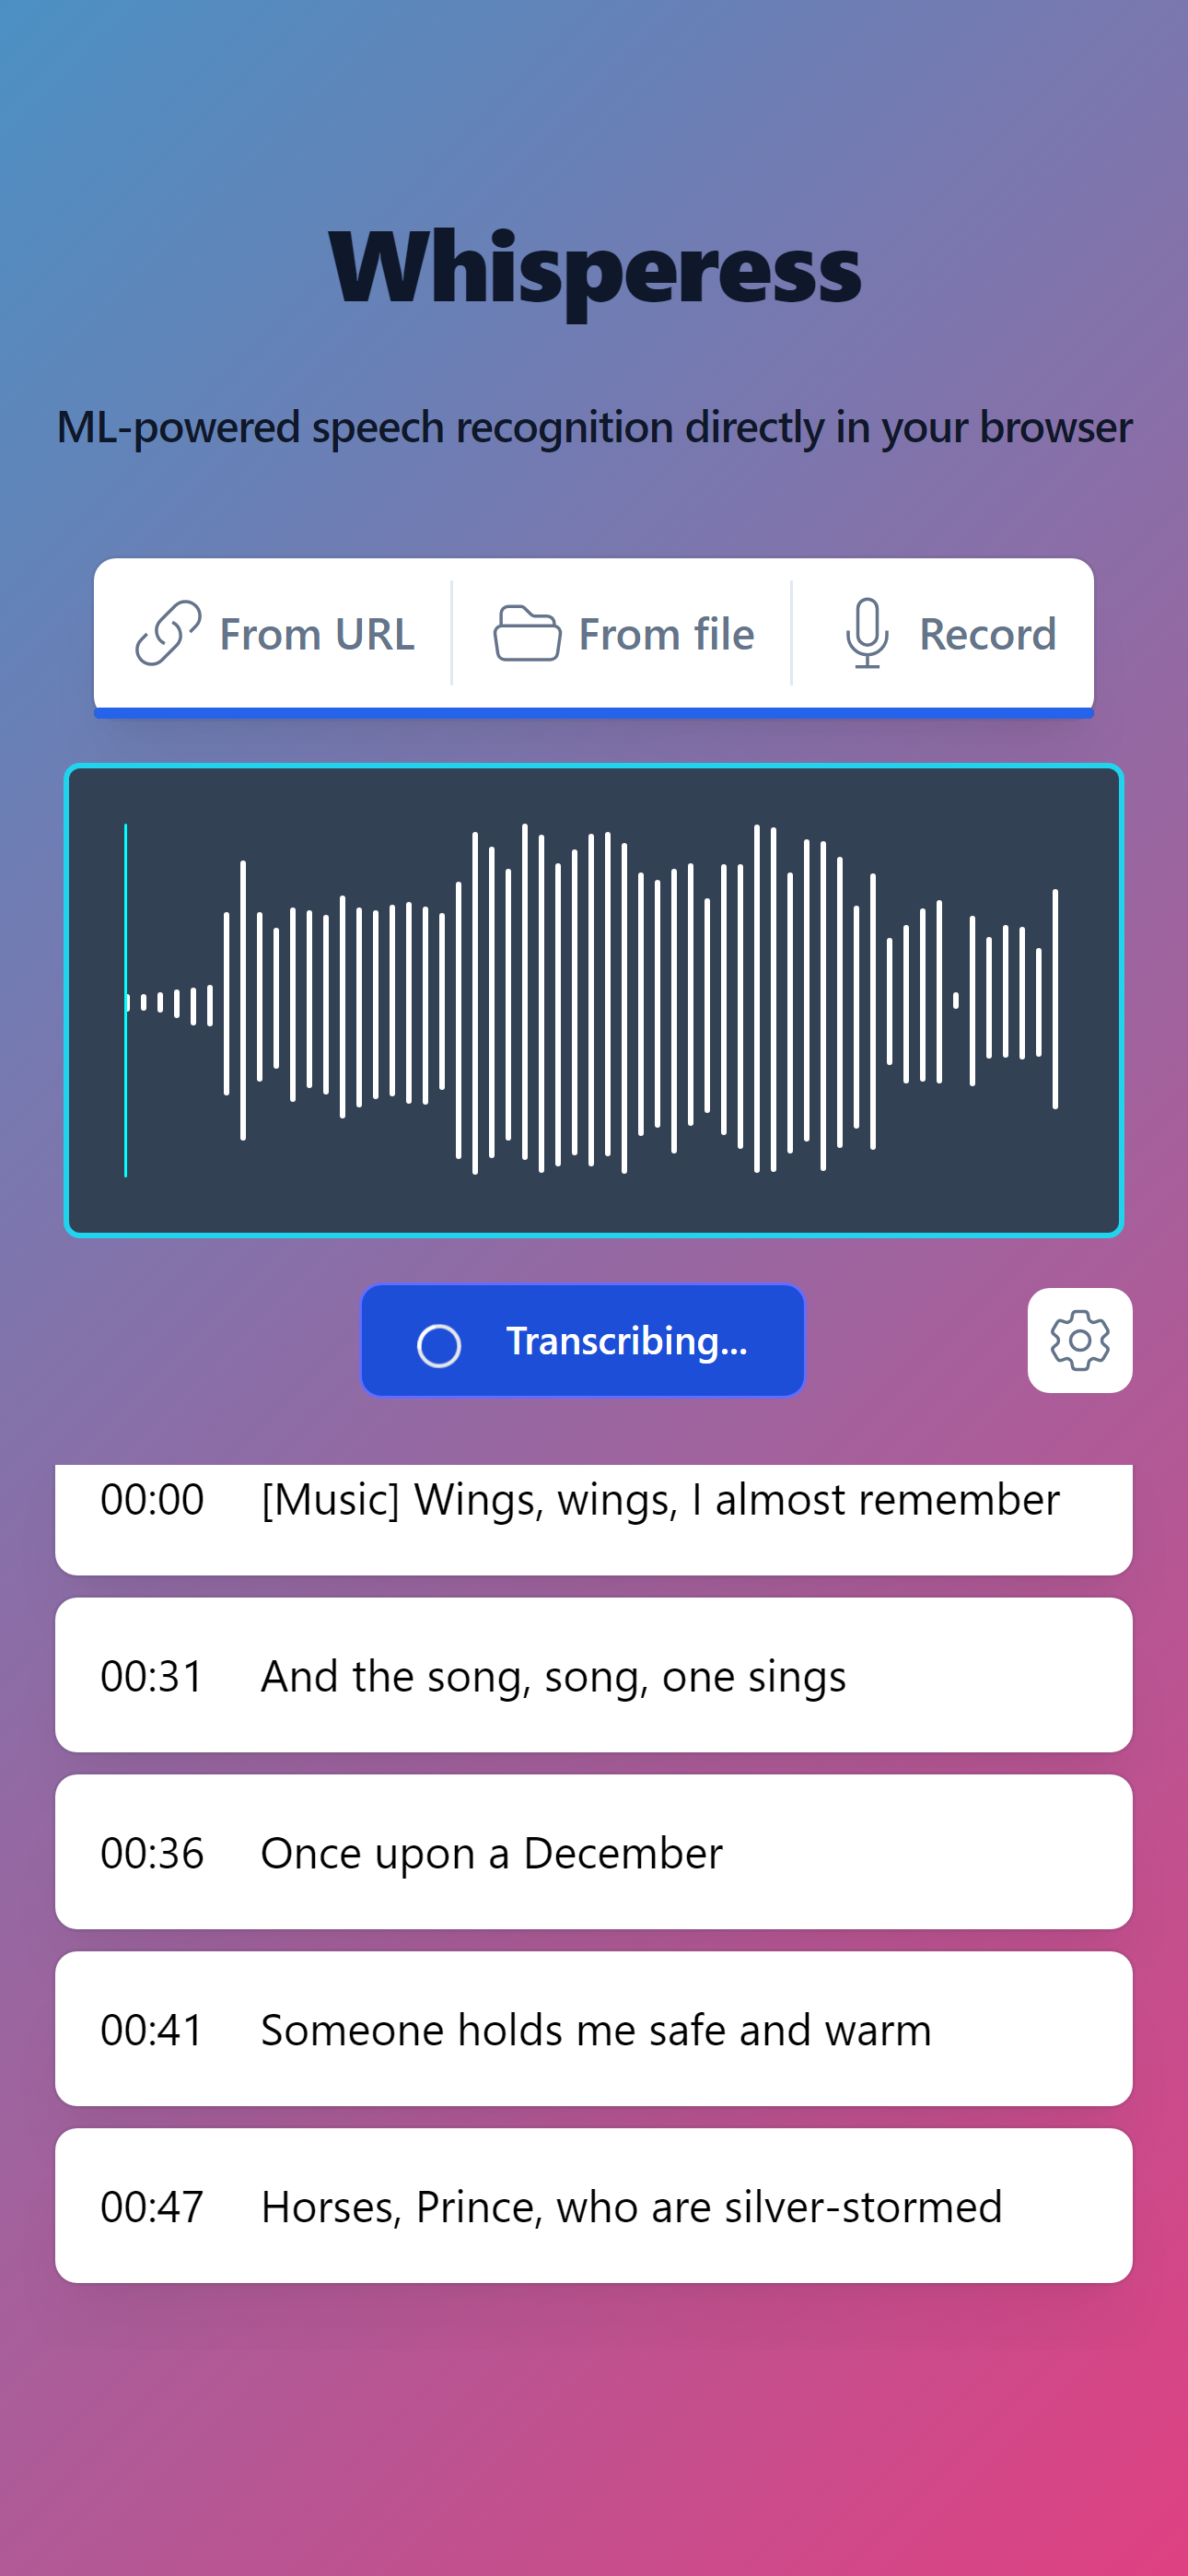 Whisperess
ML-powered speech recognition directly in your browser
From URL From file Record
Transcribing...
00:00 [Music] Wings, wings, I almost remember
00:31 And the song, song, one sings
00:36 Once upon a December
00:41 Someone holds me safe and warm
00:47 Horses, Prince, who are silver-stormed